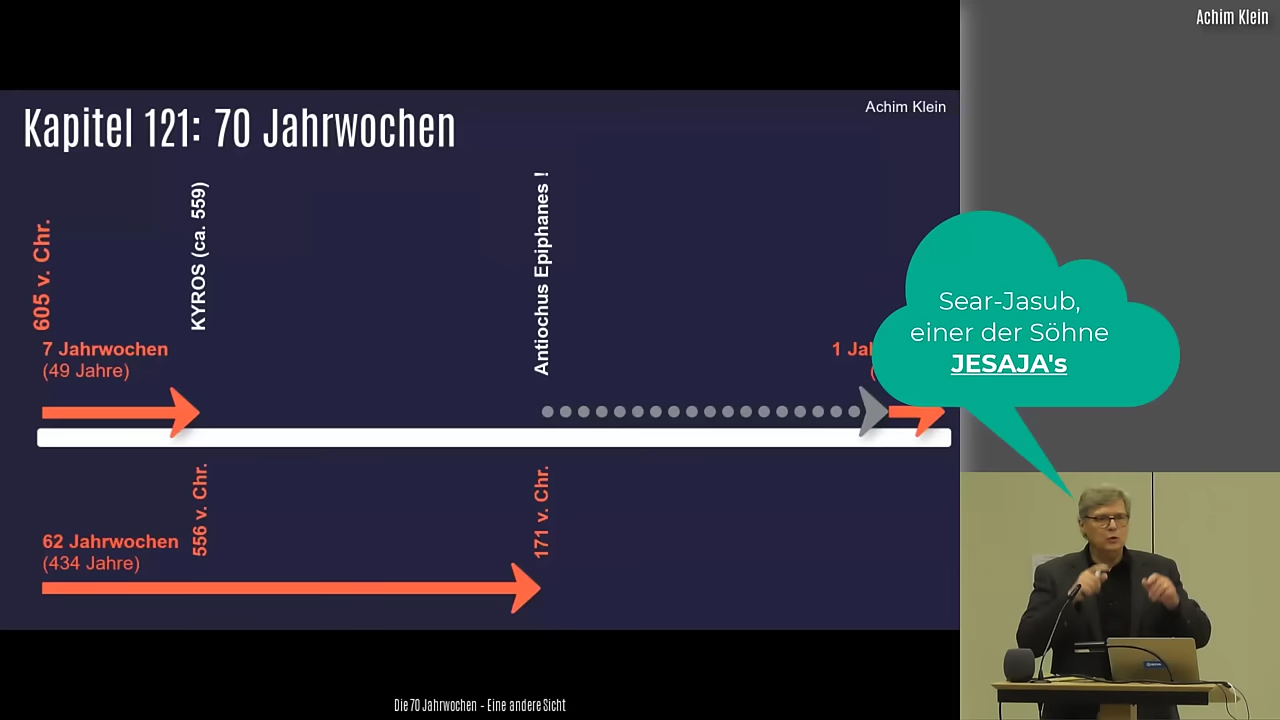 Achim Klein
Kapitel 121: 70 Jahrwochen
Achim Klein
605 v. Chr.
KYROS (ca. 559)
Antiochus Epiphanes !
7 Jahrwochen
(49 Jahre)
1 Ja
Sear-Jasub,
einer der Söhne
JESAJA's
556 v. Chr.
171 v. Chr.
62 Jahrwochen
(434 Jahre)
Die 70 Jahrwochen - Eine andere Sicht